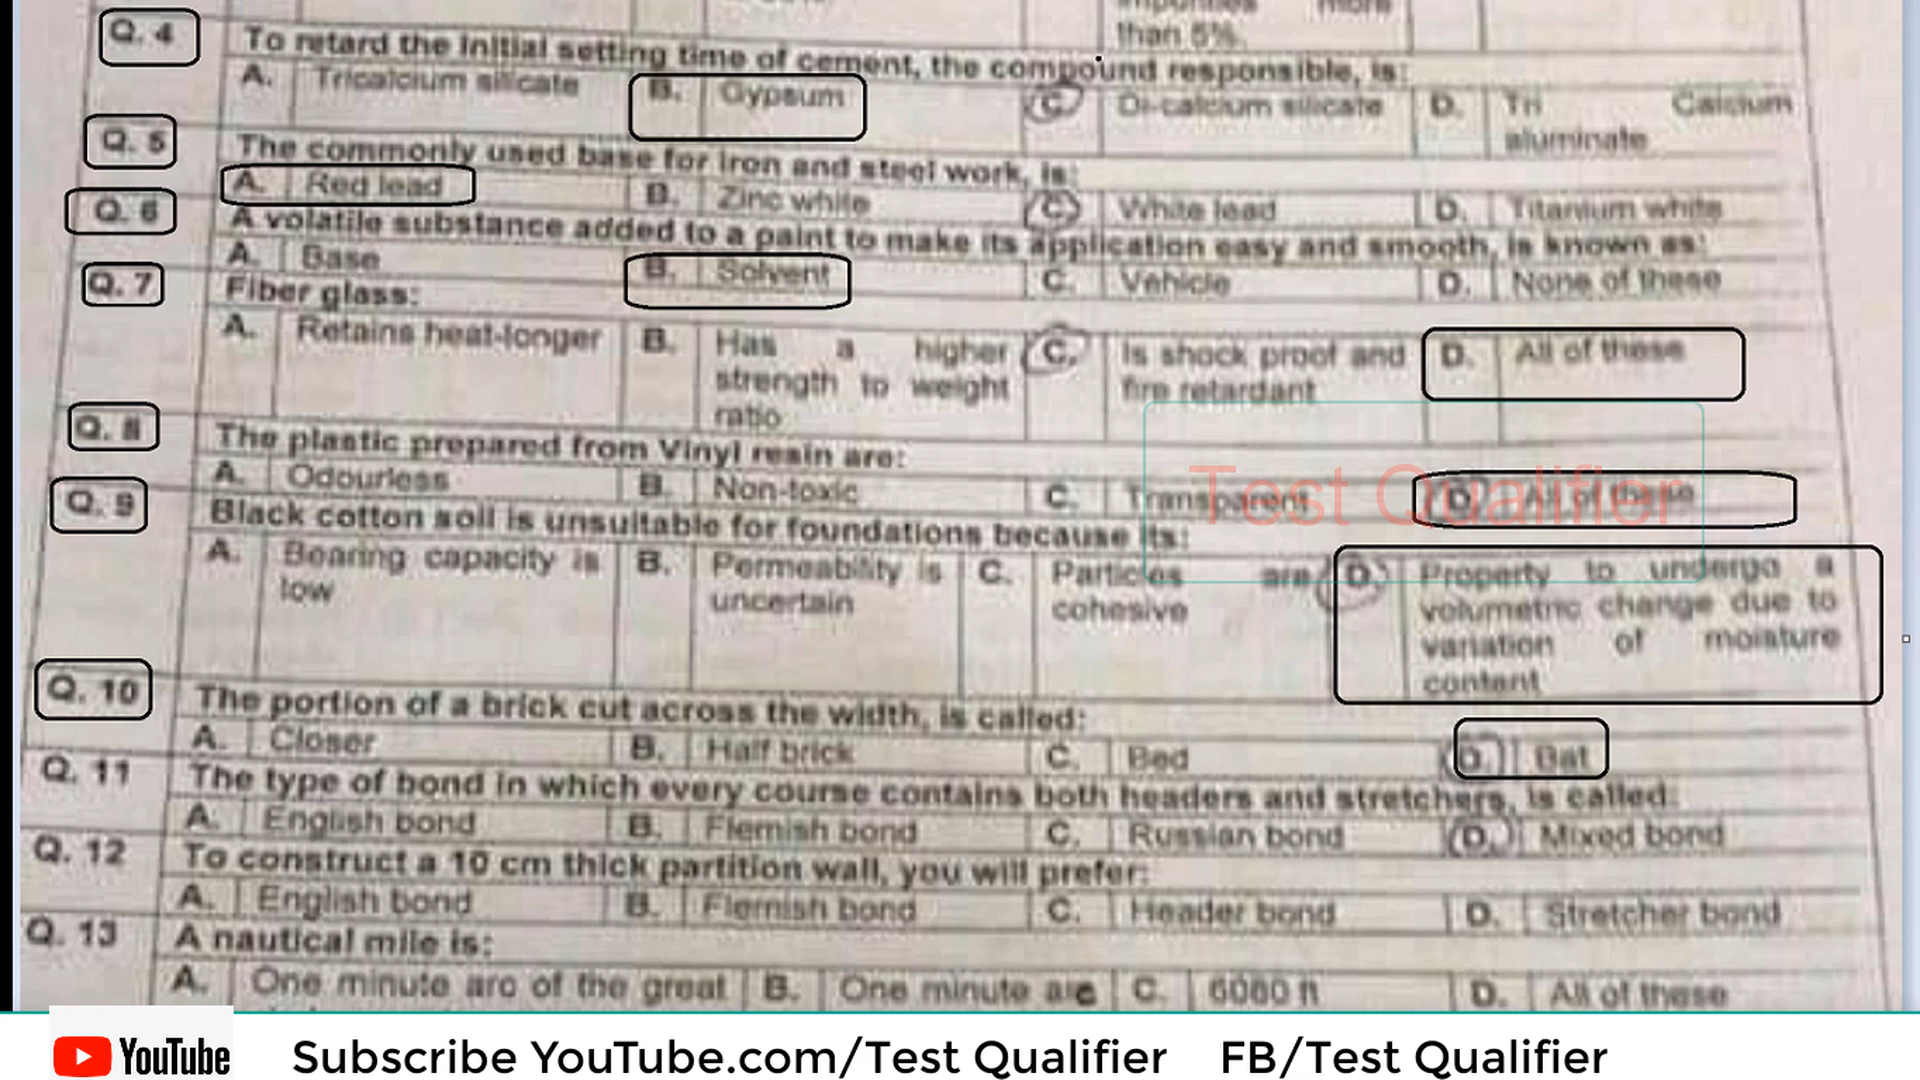 than 5%.
Q. 4 To retard the initial setting time of cement, the compound responsible, is:
A. Tricalcium silicate B. Gypsum C. Di-calcium silicate D. Tri Calcium
aluminate
Q. 5 The commonly used base for iron and steel work, is:
A. Red lead B. Zinc white C. White lead D. Titanium white
Q. 6 A volatile substance added to a paint to make its application easy and smooth, is known as:
A. Base B. Solvent C. Vehicle D. None of these
Q. 7 Fiber glass:
A. Retains heat-longer B. Has a higher C. Is shock proof and D. All of these
strength to weight fire retardant
ratio
Q. 8 The plastic prepared from Vinyl resin are:
A. Odourless B. Non-toxic C. Transparent D. All of these
Test Qualifier
Q. 9 Black cotton soil is unsuitable for foundations because its:
A. Bearing capacity is B. Permeability is C. Particles are D. Property to undergo a
low uncertain cohesive volumetric change due to
variation of moisture
content
Q. 10 The portion of a brick cut across the width, is called:
A. Closer B. Half brick C. Bed D. Bat
Q. 11 The type of bond in which every course contains both headers and stretchers, is called:
A. English bond B. Flemish bond C. Russian bond D. Mixed bond
Q. 12 To construct a 10 cm thick partition wall, you will prefer:
A. English bond B. Flemish bond C. Header bond D. Stretcher bond
Q. 13 A nautical mile is:
A. One minute arc of the great B. One minute arc C. 6080 ft D. All of these
YouTube Subscribe YouTube.com/Test Qualifier FB/Test Qualifier